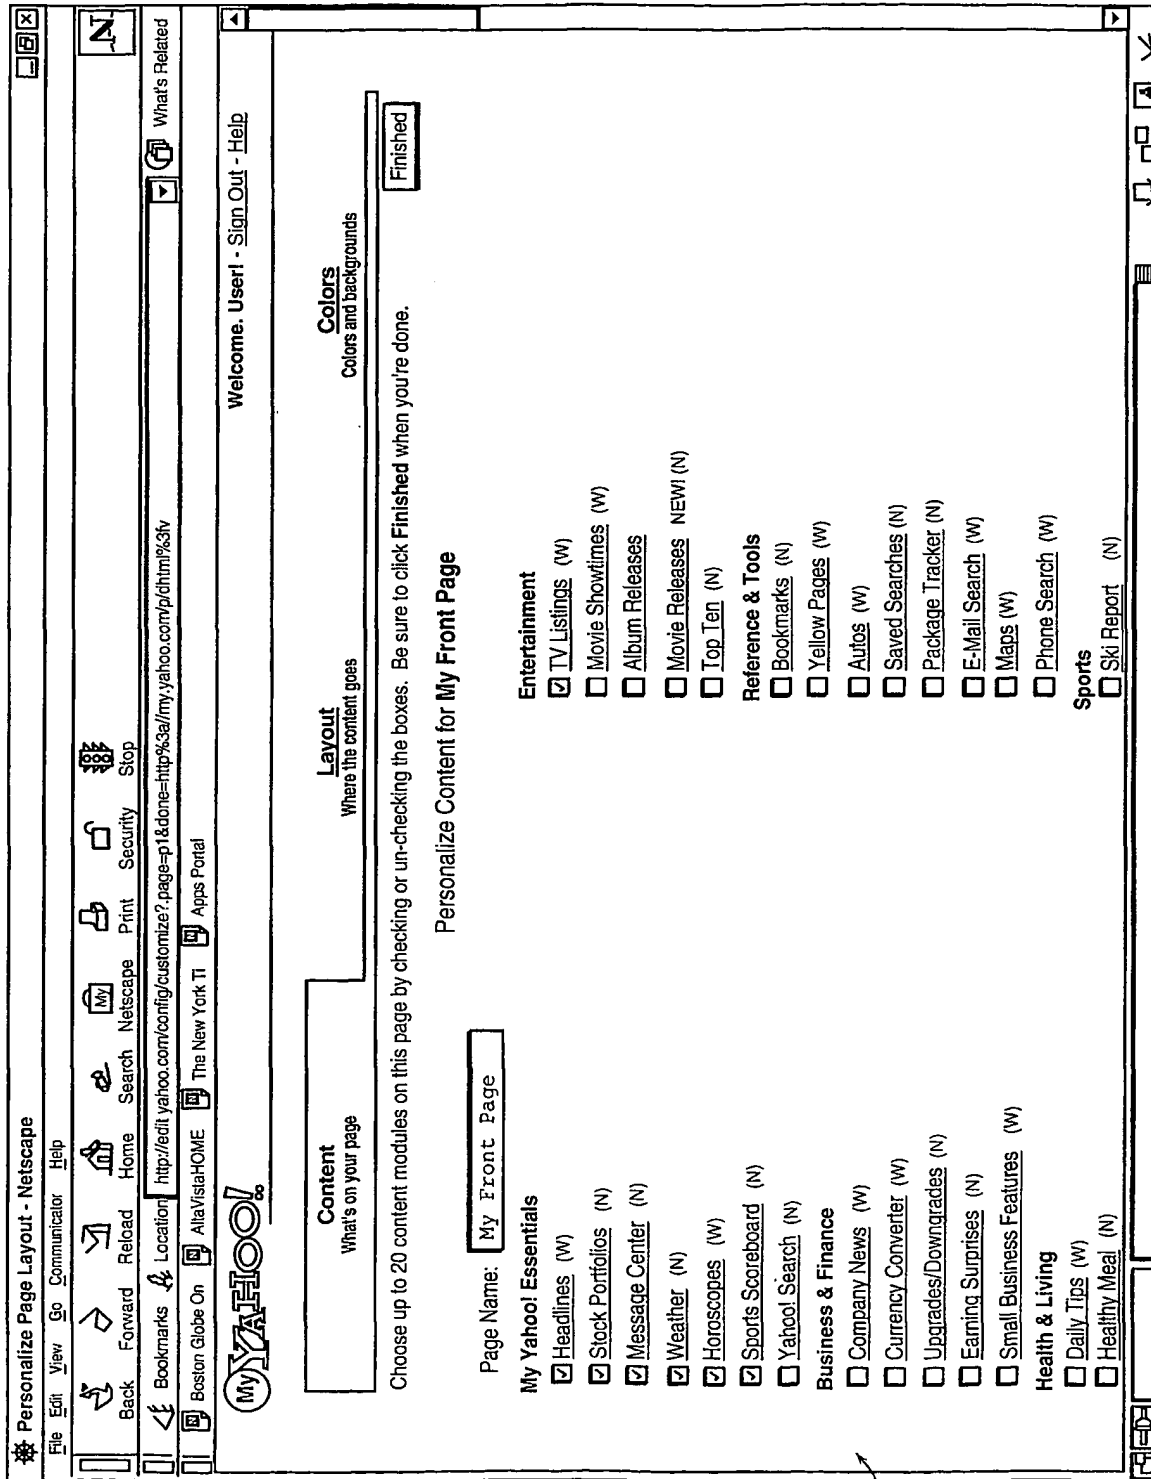 Personalize Page Layout - Netscape
File Edit View Go Communicator Help
Back Forward Reload Home Search Netscape Print Security Stop
My
N
Bookmarks Location http://edit yahoo.com/config/customize?.page=p1&done=http%3a//my.yahoo.com/p/dhtml%3fv What's Related
Boston Globe On AltaVistaHOME The New York Ti Apps Portal
My YAHOO! Welcome. User! - Sign Out - Help
Content Layout Colors
What's on your page Where the content goes Colors and backgrounds
Choose up to 20 content modules on this page by checking or un-checking the boxes. Be sure to click Finished when you're done. Finished
Personalize Content for My Front Page
Page Name: My Front Page
My Yahoo! Essentials
Headlines (W)
Stock Portfolios (N)
Message Center (N)
Weather (N)
Horoscopes (W)
Sports Scoreboard (N)
Yahoo! Search (N)
Business & Finance
Company News (W)
Currency Converter (W)
Upgrades/Downgrades (N)
Earning Surprises (N)
Small Business Features (W)
Health & Living
Daily Tips (W)
Healthy Meal (N)
Entertainment
TV Listings (W)
Movie Showtimes (W)
Album Releases
Movie Releases NEW! (N)
Top Ten (N)
Reference & Tools
Bookmarks (N)
Yellow Pages (W)
Autos (W)
Saved Searches (N)
Package Tracker (N)
E-Mail Search (W)
Maps (W)
Phone Search (W)
Sports
Ski Report (N)